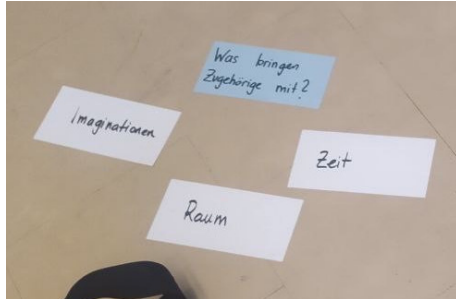 Was bringen
Zugehörige mit?
Imaginationen
Zeit
Raum